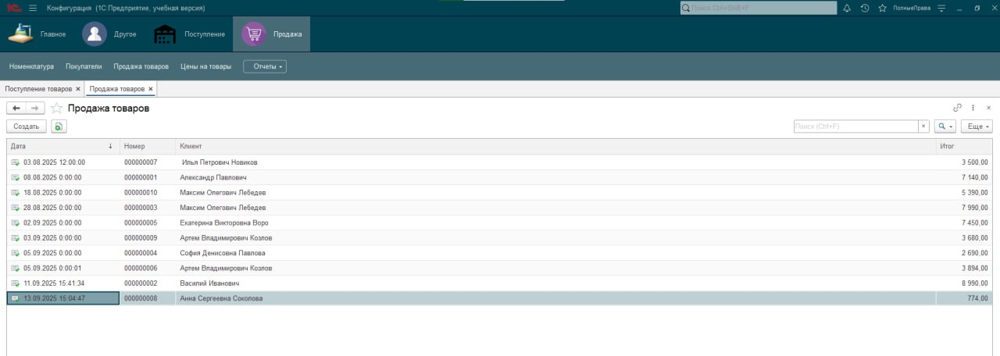 1С Конфигурация (1С:Предприятие, учебная версия) Поиск Ctrl+Shift+F ПолныеПрава
Главное Другое Поступление Продажа
Номенклатура Покупатели Продажа товаров Цены на товары Отчеты
Поступление товаров × Продажа товаров ×
Продажа товаров
Создать Поиск (Ctrl+F) × Еще
Дата ↓ Номер Клиент Итог
03.08.2025 12:00:00 000000007 Илья Петрович Новиков 3 500,00
08.08.2025 0:00:00 000000001 Александр Павлович 7 140,00
18.08.2025 0:00:00 000000010 Максим Олегович Лебедев 5 390,00
28.08.2025 0:00:00 000000003 Максим Олегович Лебедев 7 990,00
02.09.2025 0:00:00 000000005 Екатерина Викторовна Воро 7 450,00
03.09.2025 0:00:00 000000009 Артем Владимирович Козлов 3 680,00
05.09.2025 0:00:00 000000004 София Денисовна Павлова 2 690,00
05.09.2025 0:00:01 000000006 Артем Владимирович Козлов 3 894,00
11.09.2025 15:41:34 000000002 Василий Иванович 8 990,00
13.09.2025 15:04:47 000000008 Анна Сергеевна Соколова 774,00